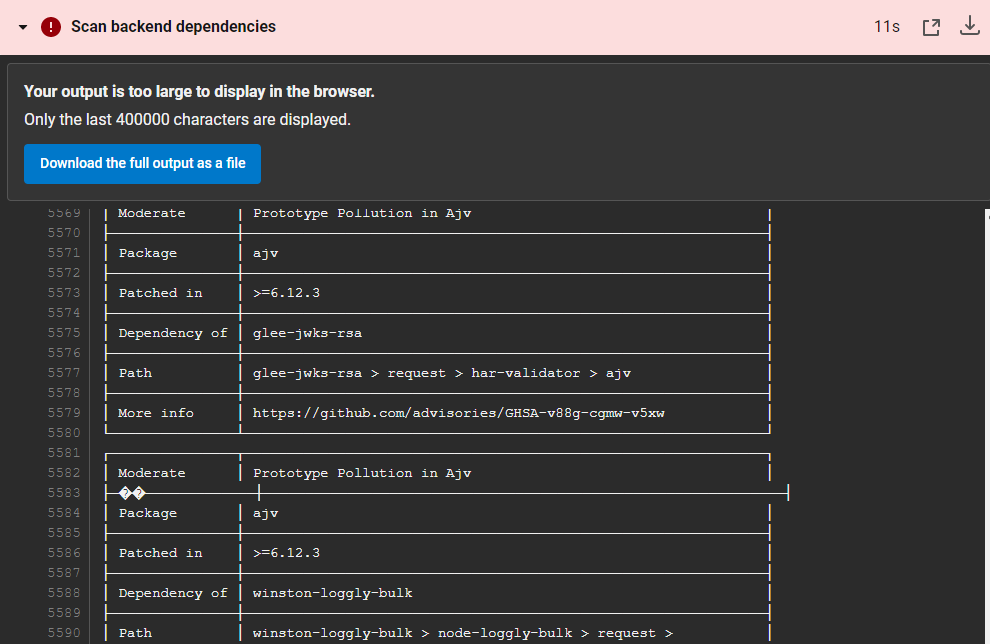 Scan backend dependencies 11s
Your output is too large to display in the browser.
Only the last 400000 characters are displayed.
Download the full output as a file
5569 │ Moderate │ Prototype Pollution in Ajv │
5570 ├───────────────┼──────────────────────────────────────────────────────────────┤
5571 │ Package │ ajv │
5572 ├───────────────┼──────────────────────────────────────────────────────────────┤
5573 │ Patched in │ >=6.12.3 │
5574 ├───────────────┼──────────────────────────────────────────────────────────────┤
5575 │ Dependency of │ glee-jwks-rsa │
5576 ├───────────────┼──────────────────────────────────────────────────────────────┤
5577 │ Path │ glee-jwks-rsa > request > har-validator > ajv │
5578 ├───────────────┼──────────────────────────────────────────────────────────────┤
5579 │ More info │ https://github.com/advisories/GHSA-v88g-cgmw-v5xw │
5580 └───────────────┴──────────────────────────────────────────────────────────────┘
5581 ┌───────────────┬──────────────────────────────────────────────────────────────┐
5582 │ Moderate │ Prototype Pollution in Ajv │
5583 ├─��─────────────┼──────────────────────────────────────────────────────────────┤
5584 │ Package │ ajv │
5585 ├───────────────┼──────────────────────────────────────────────────────────────┤
5586 │ Patched in │ >=6.12.3 │
5587 ├───────────────┼──────────────────────────────────────────────────────────────┤
5588 │ Dependency of │ winston-loggly-bulk │
5589 ├───────────────┼──────────────────────────────────────────────────────────────┤
5590 │ Path │ winston-loggly-bulk > node-loggly-bulk > request > │